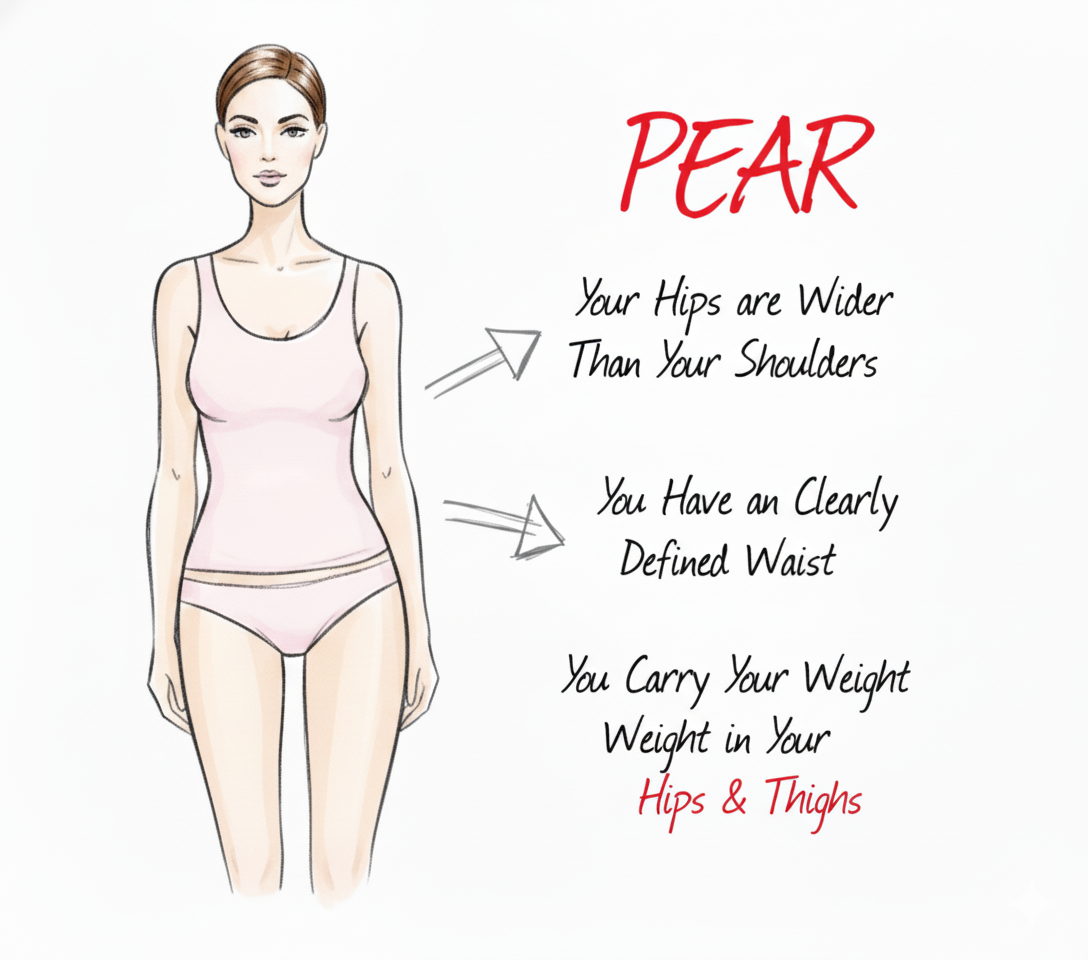 PEAR
Your Hips are Wider
Than Your Shoulders
You Have an Clearly
Defined Waist
You Carry Your Weight
Weight in Your
Hips & Thighs